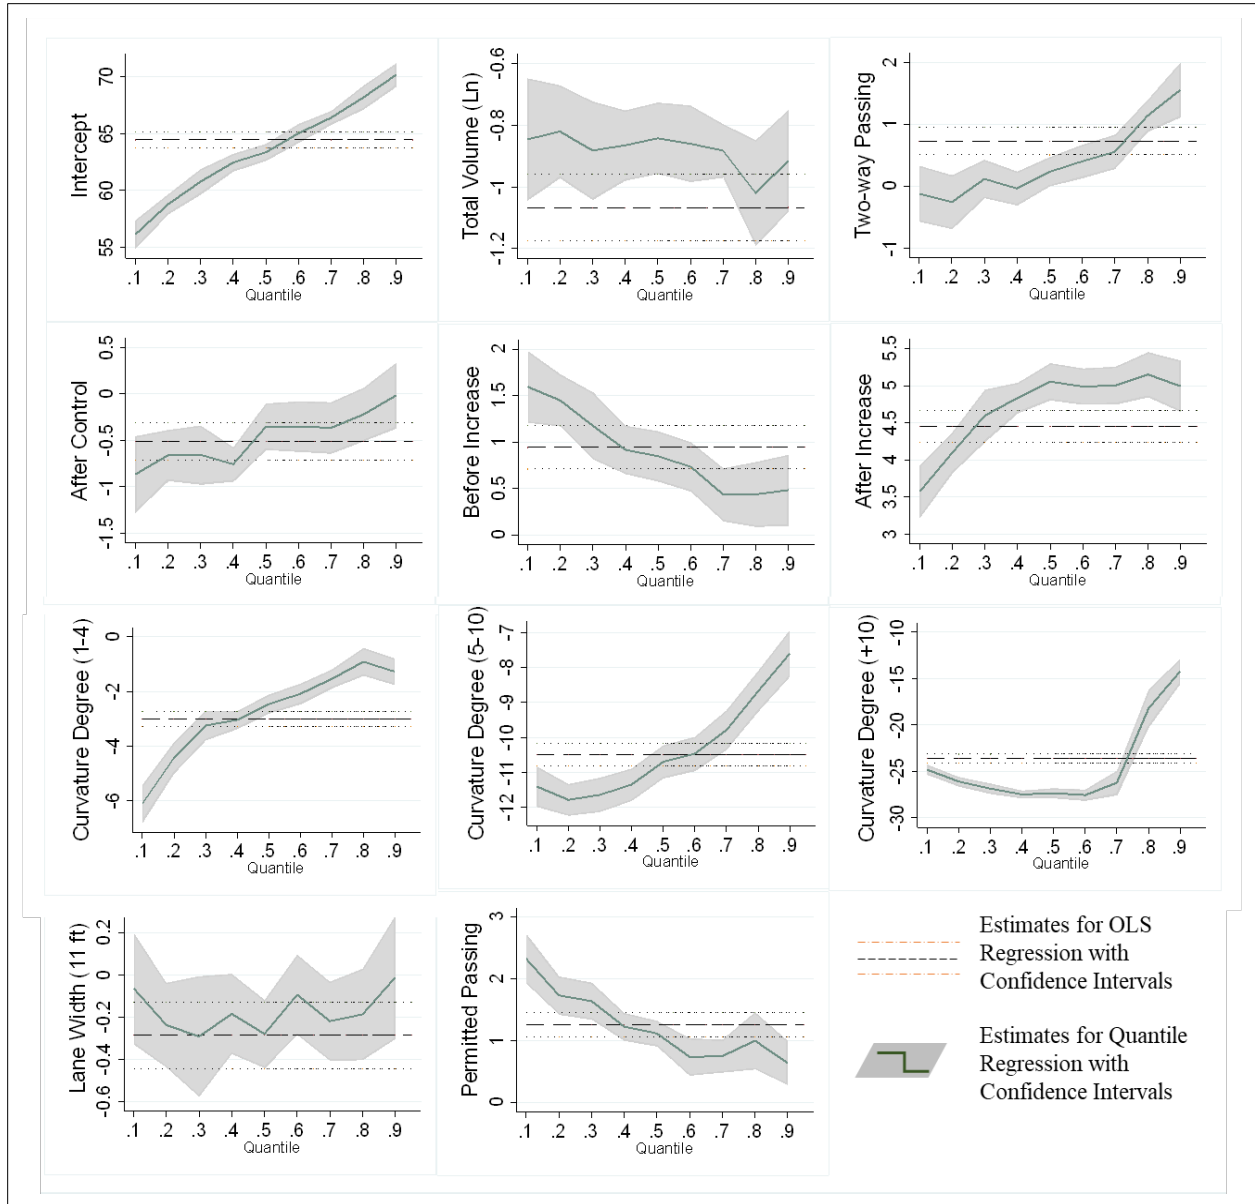 Intercept
70
65
60
55
.1 .2 .3 .4 .5 .6 .7 .8 .9
Quantile
Total Volume (Ln)
-0.6
-0.8
-1
-1.2
.1 .2 .3 .4 .5 .6 .7 .8 .9
Quantile
Two-way Passing
2
1
0
-1
.1 .2 .3 .4 .5 .6 .7 .8 .9
Quantile
After Control
0.5
0
-0.5
-1
-1.5
.1 .2 .3 .4 .5 .6 .7 .8 .9
Quantile
Before Increase
2
1.5
1
0.5
0
.1 .2 .3 .4 .5 .6 .7 .8 .9
Quantile
After Increase
5.5
5
4.5
4
3.5
3
.1 .2 .3 .4 .5 .6 .7 .8 .9
Quantile
Curvature Degree (1-4)
0
-2
-4
-6
.1 .2 .3 .4 .5 .6 .7 .8 .9
Quantile
Curvature Degree (5-10)
-7
-8
-9
-10
-11
-12
.1 .2 .3 .4 .5 .6 .7 .8 .9
Quantile
Curvature Degree (+10)
-10
-15
-20
-25
-30
.1 .2 .3 .4 .5 .6 .7 .8 .9
Quantile
Lane Width (11 ft)
0.2
0
-0.2
-0.4
-0.6
.1 .2 .3 .4 .5 .6 .7 .8 .9
Quantile
Permitted Passing
3
2
1
0
.1 .2 .3 .4 .5 .6 .7 .8 .9
Quantile
Estimates for OLS
Regression with
Confidence Intervals
Estimates for Quantile
Regression with
Confidence Intervals